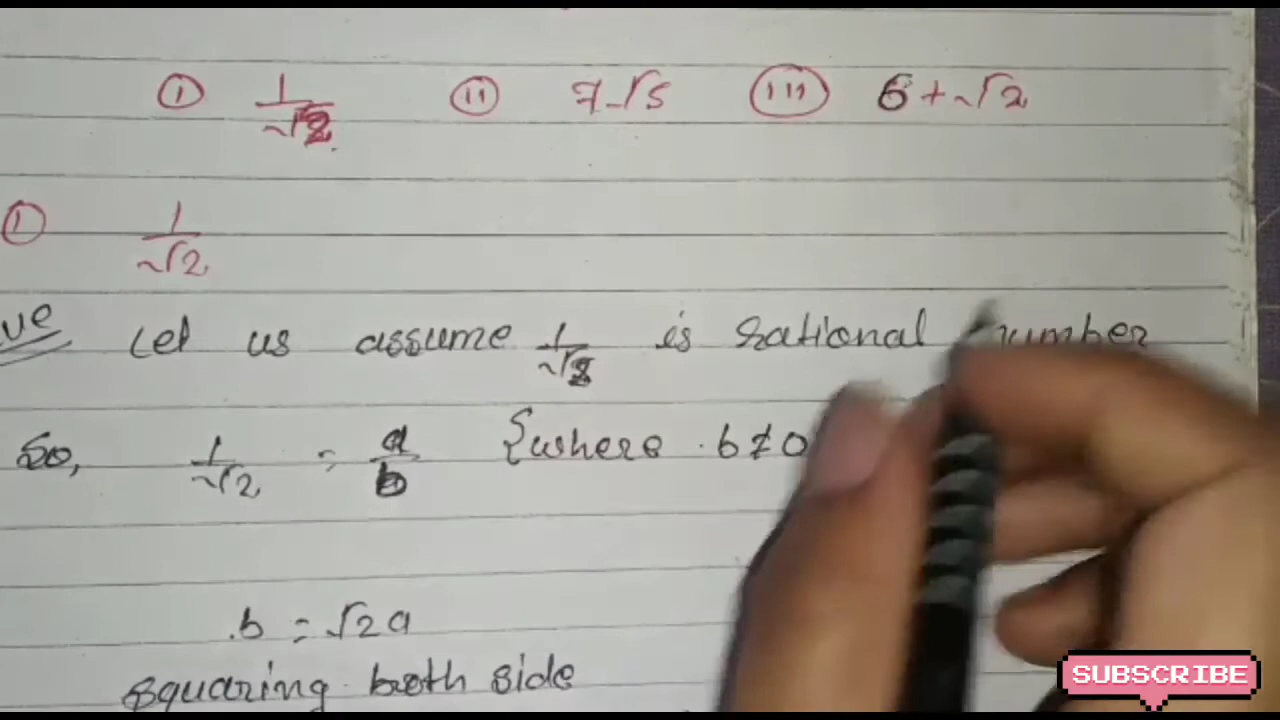 (i) 1/√2 (ii) 7√5 (iii) 6+√2
(i) 1/√2
Let us assume 1/√2 is rational number
So, 1/√2 = a/b {where b≠0
b = √2a
squaring both side
SUBSCRIBE